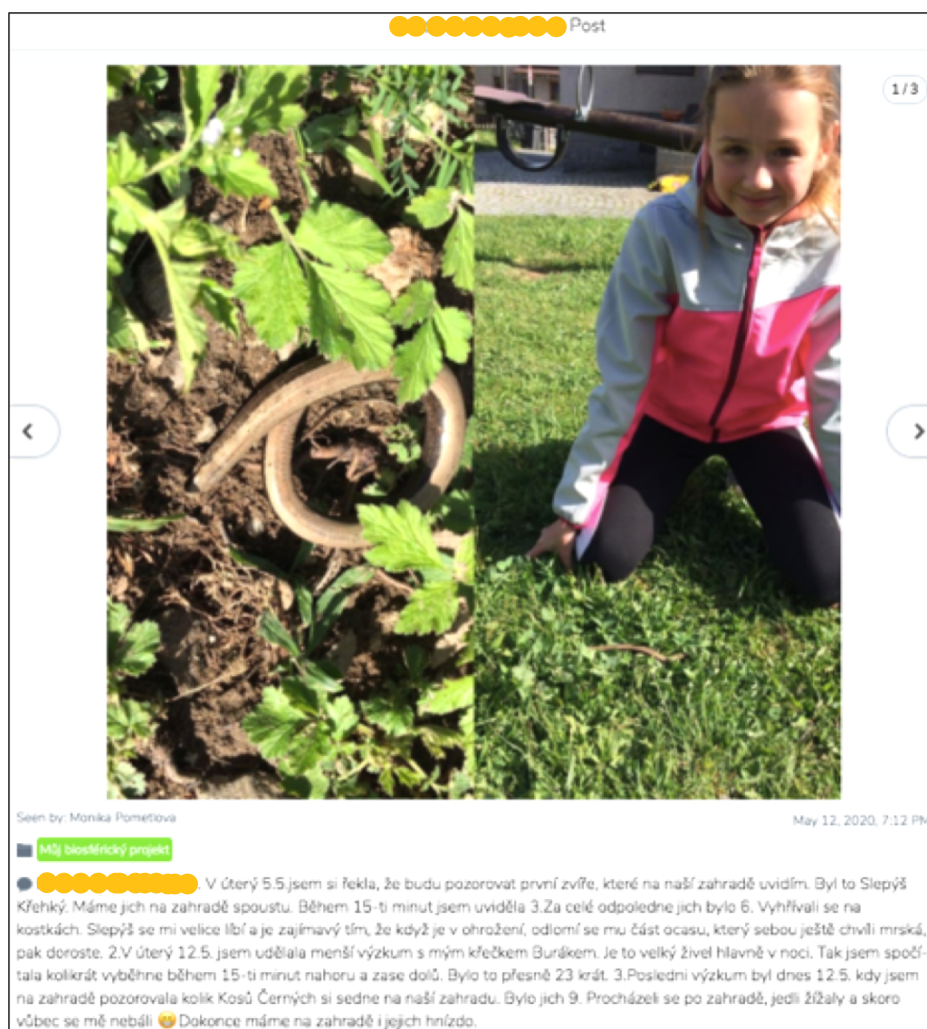 Post
1 / 3
Seen by: Monika Pometlova
May 12, 2020, 7:12 PM
Můj biosférický projekt
. V úterý 5.5.jsem si řekla, že budu pozorovat první zvíře, které na naší zahradě uvidím. Byl to Slepýš
Křehký. Máme jich na zahradě spoustu. Během 15-ti minut jsem uviděla 3.Za celé odpoledne jich bylo 6. Vyhřívali se na
kostkách. Slepýš se mi velice líbí a je zajímavý tím, že když je v ohrožení, odlomí se mu část ocasu, který sebou ještě chvíli mrská,
pak doroste. 2.V úterý 12.5. jsem udělala menší výzkum s mým křečkem Burákem. Je to velký živel hlavně v noci. Tak jsem spočí-
tala kolikrát vyběhne během 15-ti minut nahoru a zase dolů. Bylo to přesně 23 krát. 3.Poslední výzkum byl dnes 12.5. kdy jsem
na zahradě pozorovala kolik Kosů Černých si sedne na naší zahradu. Bylo jich 9. Procházeli se po zahradě, jedli žížaly a skoro
vůbec se mě nebáli 😁 Dokonce máme na zahradě i jejich hnízdo.